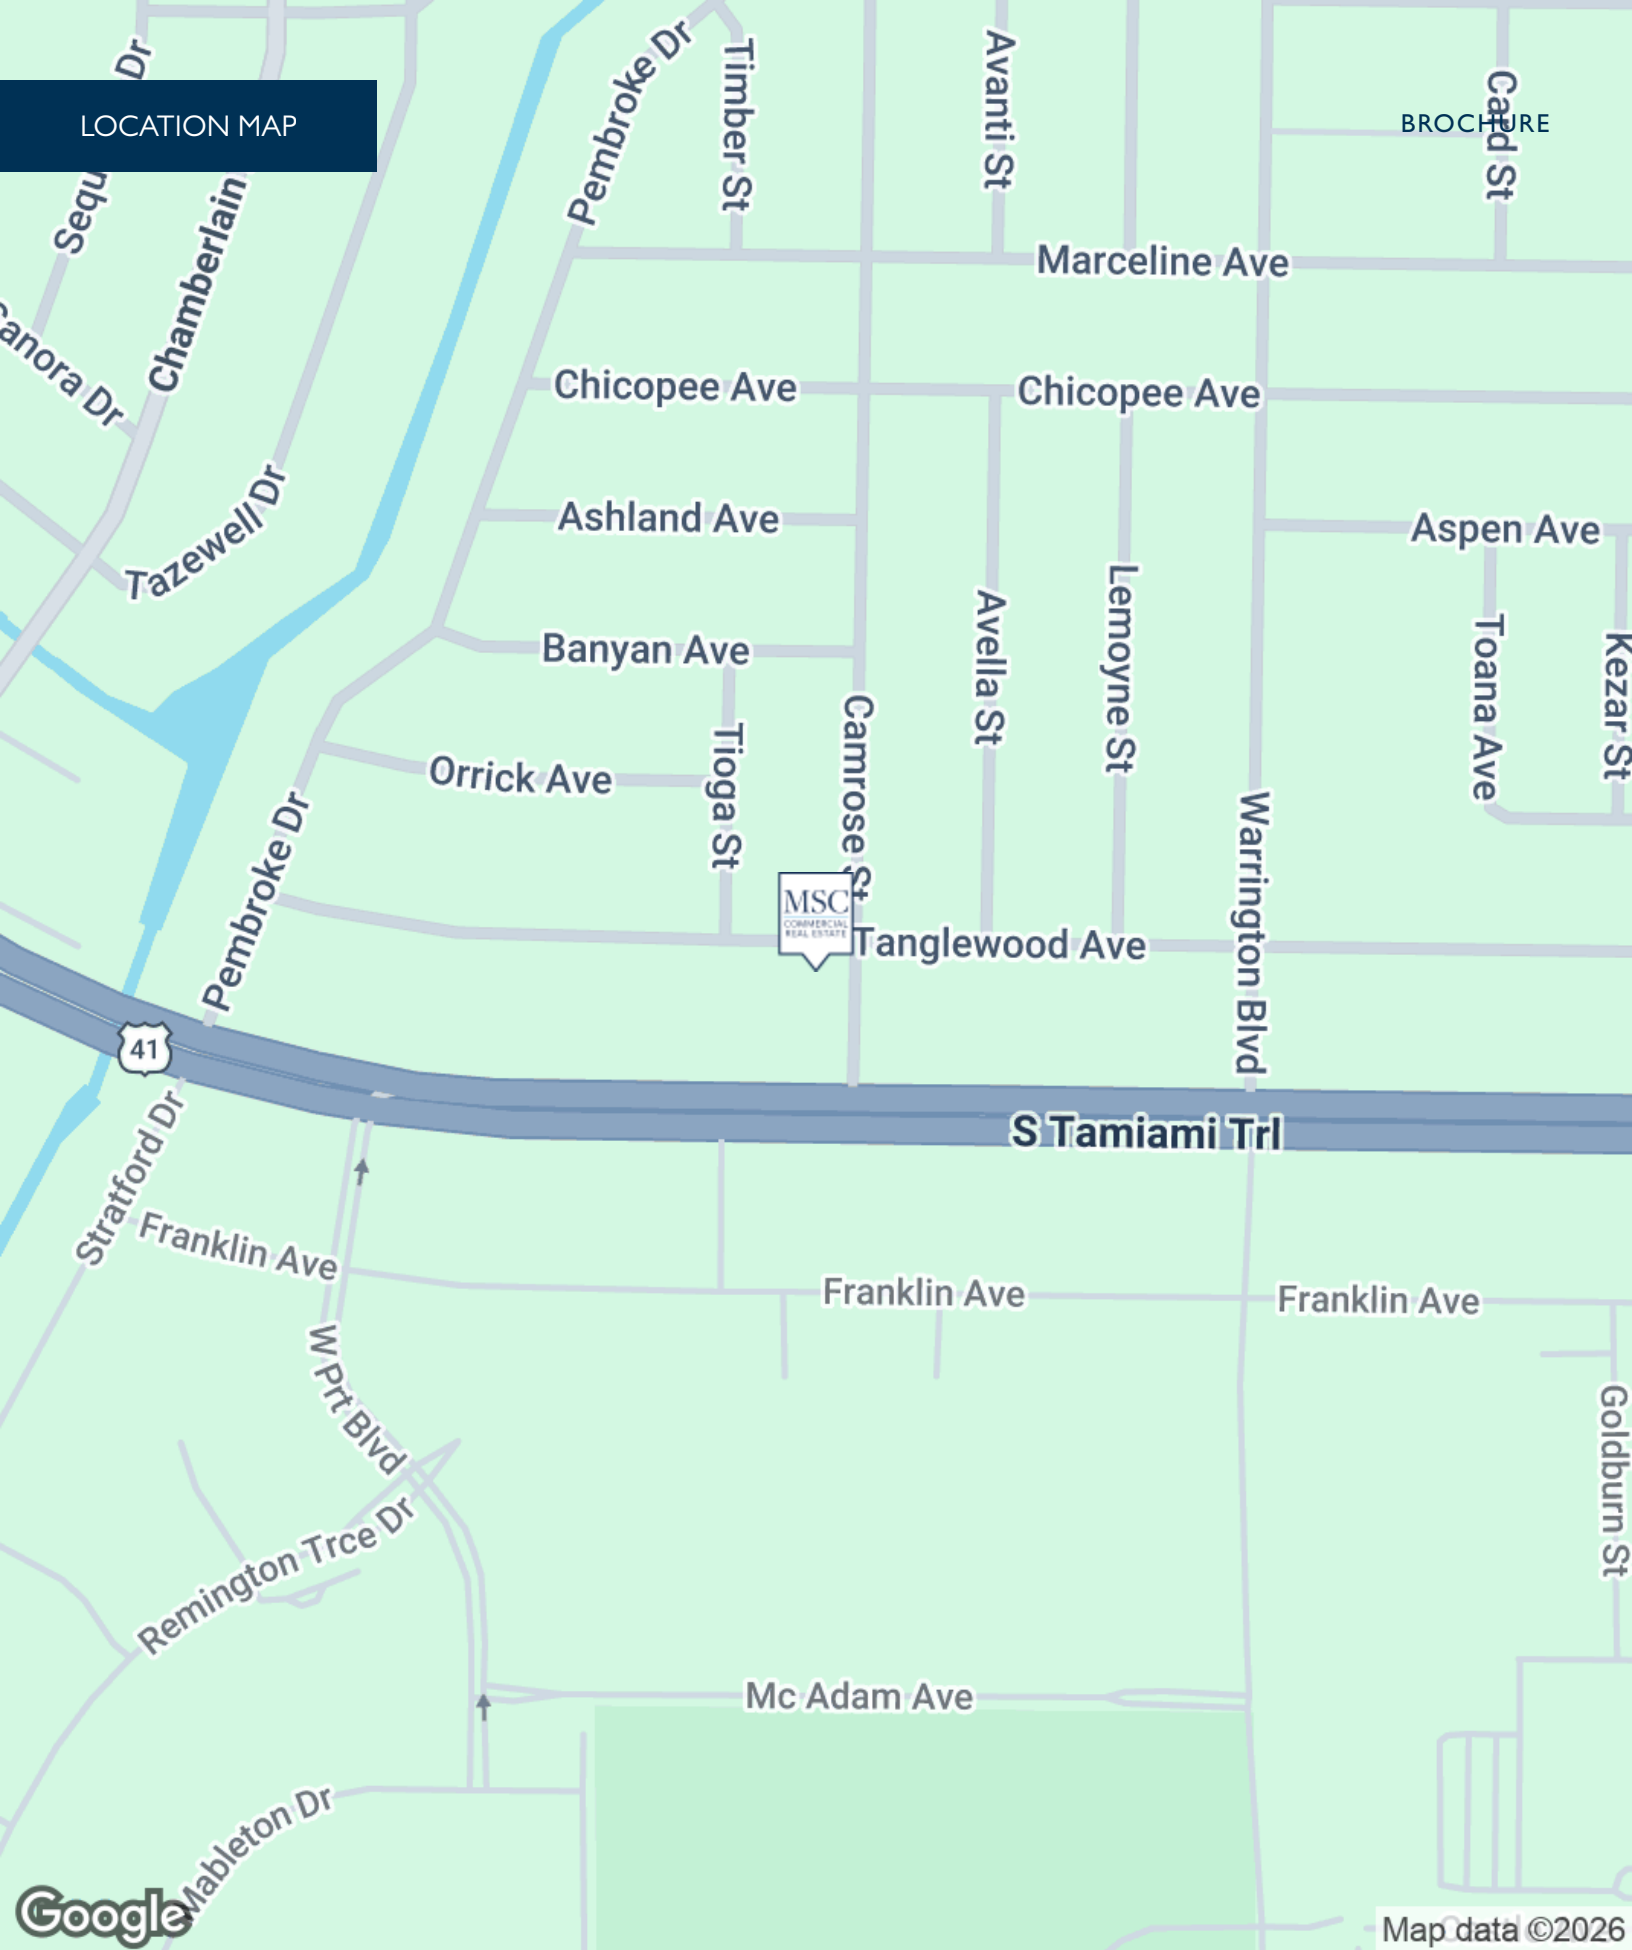 LOCATION MAP
BROCHURE
Dr
Pembroke Dr
Timber St
Avanti St
Card St
Chamberlain
Marceline Ave
Chicopee Ave
Chicopee Ave
Tazewell Dr
Ashland Ave
Aspen Ave
Banyan Ave
Avella St
Lemoyne St
Toana Ave
Kezar St
Orrick Ave
Tioga St
Camrose St
Warrington Blvd
Pembroke Dr
MSC
COMMERCIAL
REAL ESTATE
Tanglewood Ave
41
S Tamiami Trl
Stratford Dr
Franklin Ave
Franklin Ave
Franklin Ave
W Prt Blvd
Goldburn St
Remington Trce Dr
Mc Adam Ave
Mableton Dr
Google
Map data ©2026